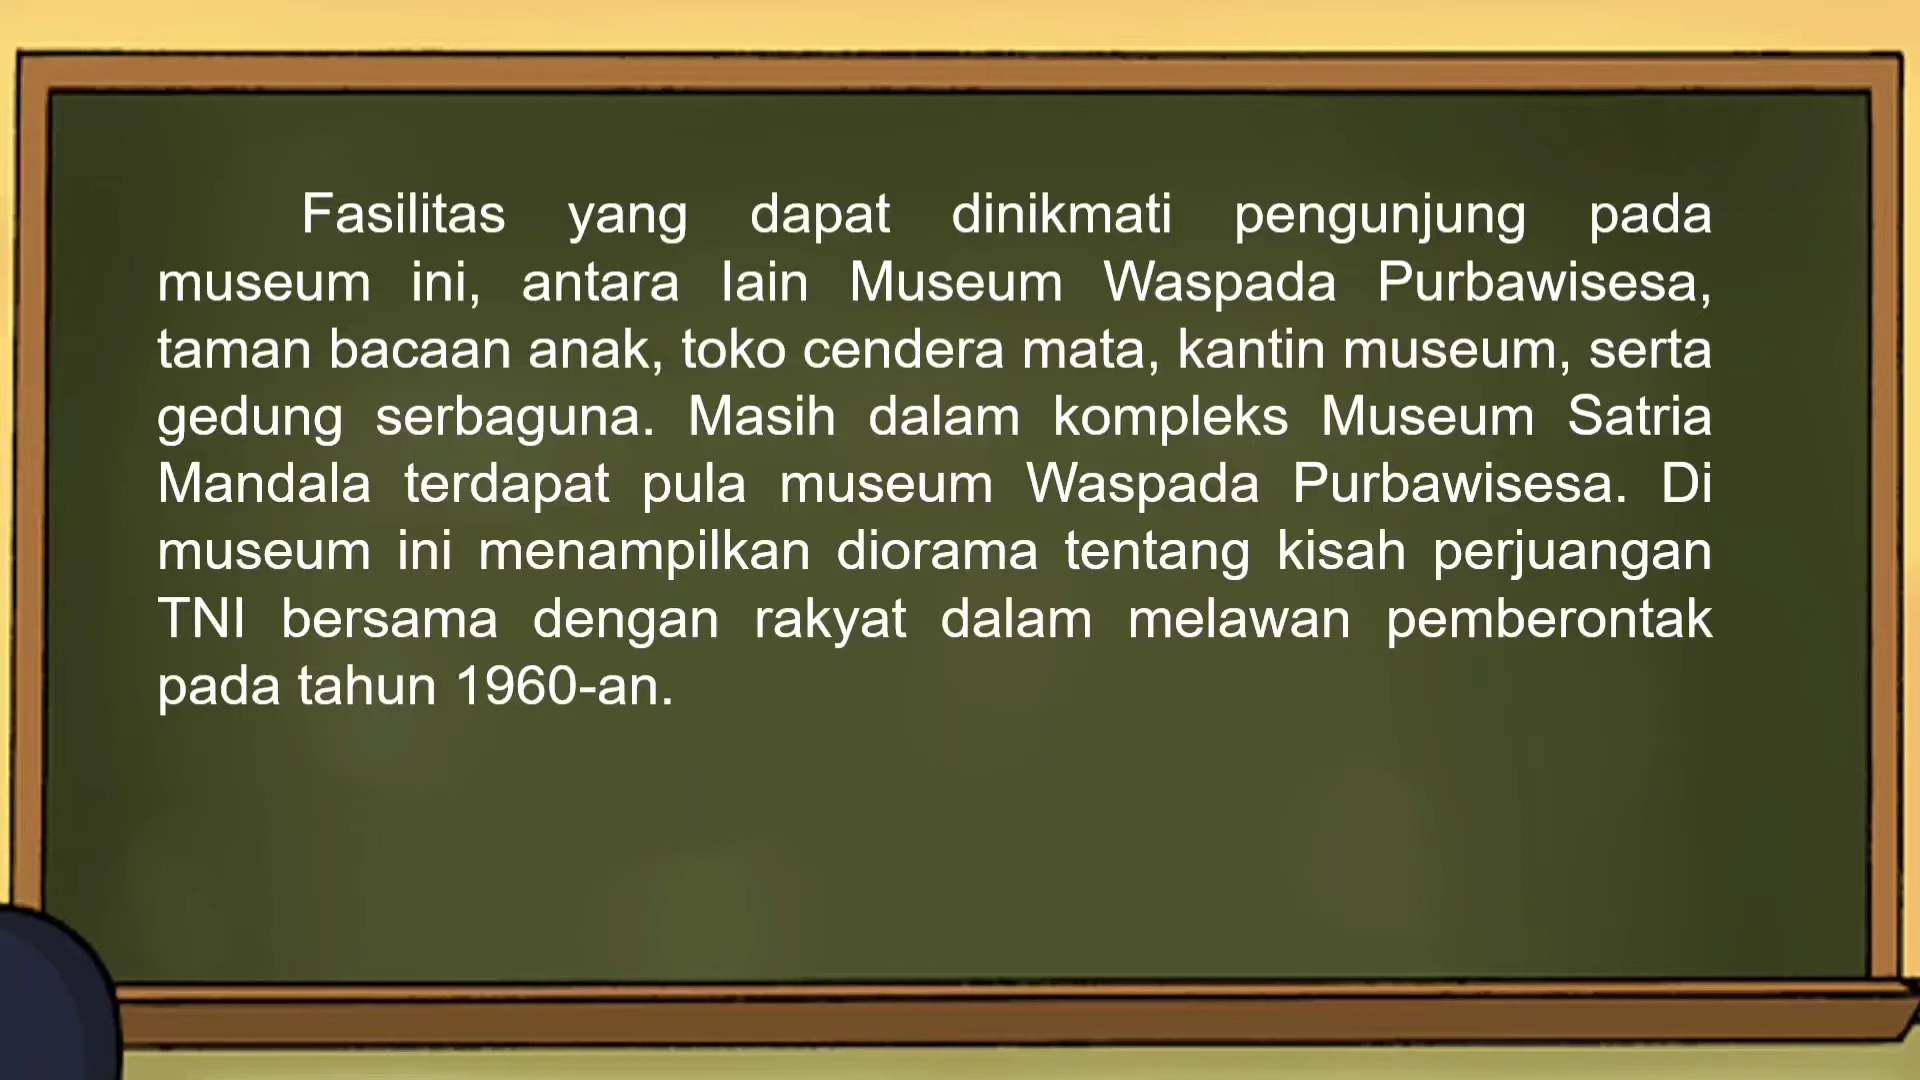 Fasilitas yang dapat dinikmati pengunjung pada
museum ini, antara lain Museum Waspada Purbawisesa,
taman bacaan anak, toko cendera mata, kantin museum, serta
gedung serbaguna. Masih dalam kompleks Museum Satria
Mandala terdapat pula museum Waspada Purbawisesa. Di
museum ini menampilkan diorama tentang kisah perjuangan
TNI bersama dengan rakyat dalam melawan pemberontak
pada tahun 1960-an.